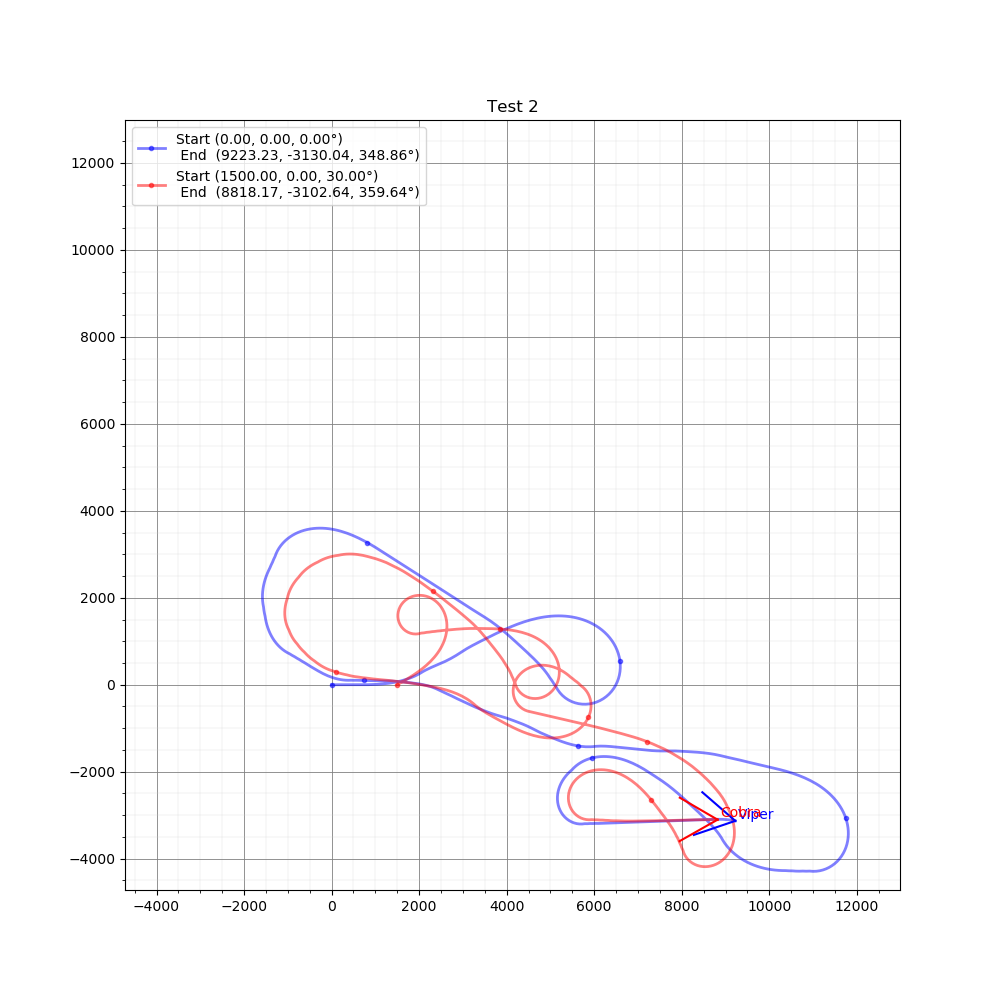 Test 2
Start (0.00, 0.00, 0.00°)
End (9223.23, -3130.04, 348.86°)
Start (1500.00, 0.00, 30.00°)
End (8818.17, -3102.64, 359.64°)
12000
10000
8000
6000
4000
2000
0
−2000
Cobra
Viper
−4000
−4000 −2000 0 2000 4000 6000 8000 10000 12000